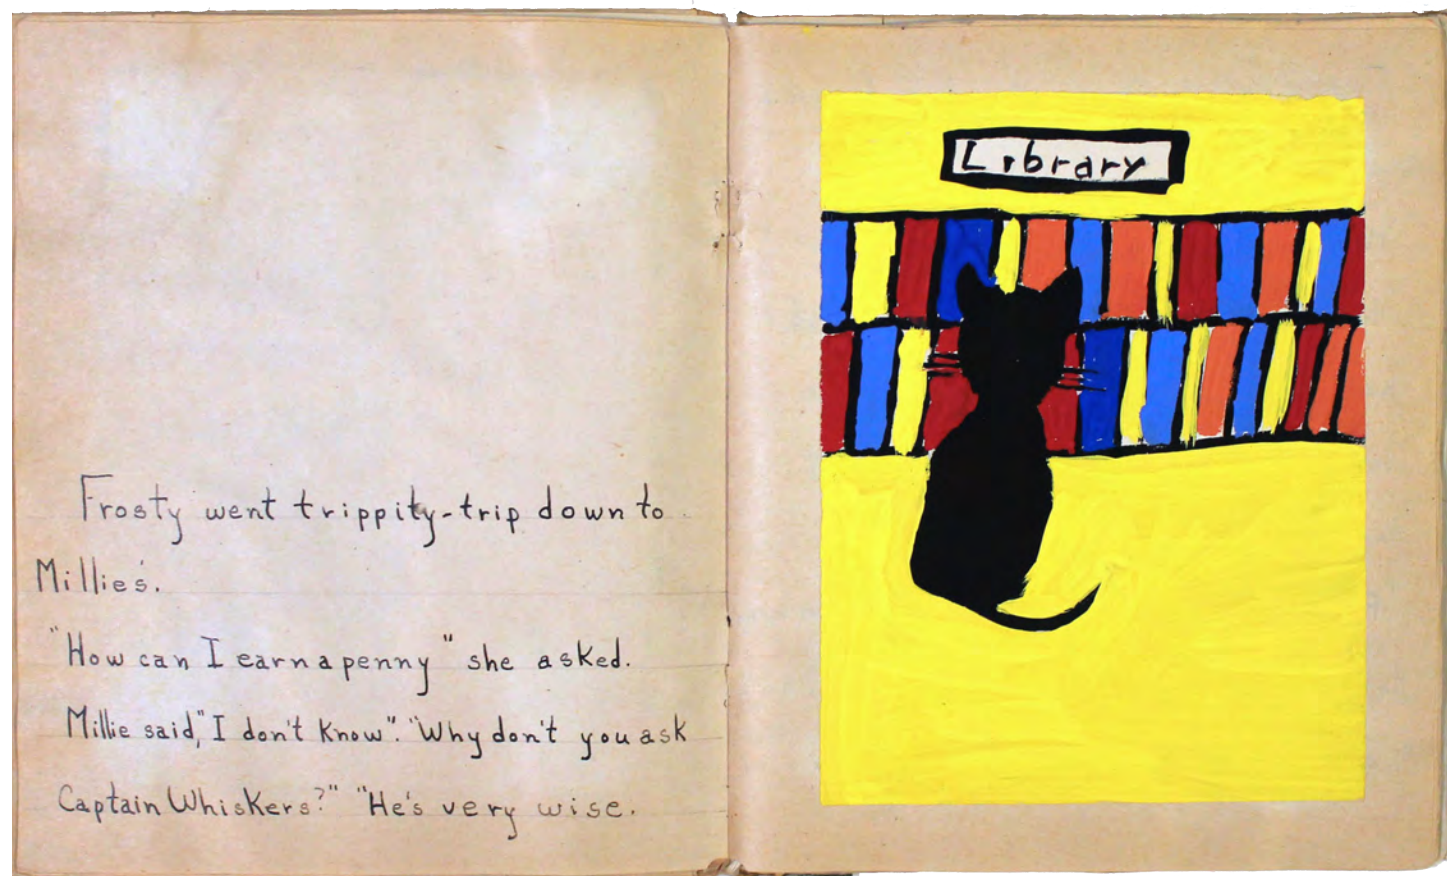 Frosty went trippity-trip down to
Millie's.
"How can I earn a penny" she asked.
Millie said, "I don't know". "Why don't you ask
Captain Whiskers?" "He's very wise.
Library